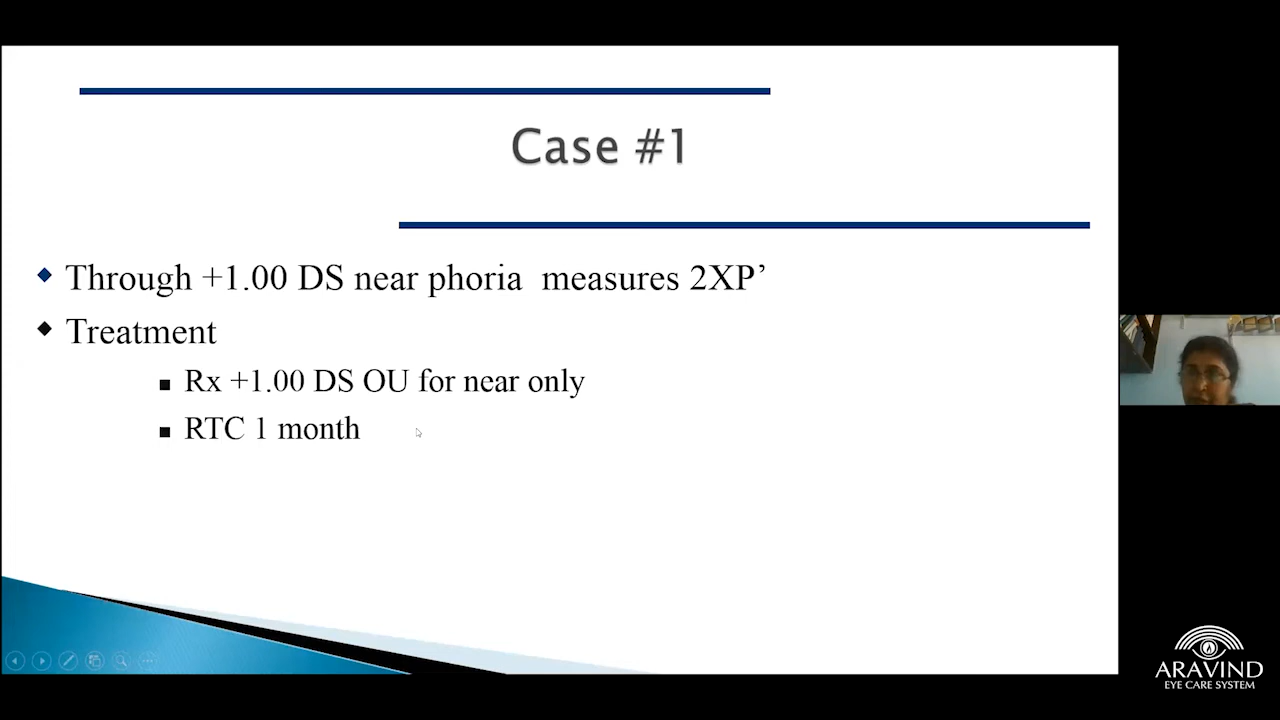 Case #1
Through +1.00 DS near phoria measures 2XP’
Treatment
Rx +1.00 DS OU for near only
RTC 1 month
ARAVIND
EYE CARE SYSTEM